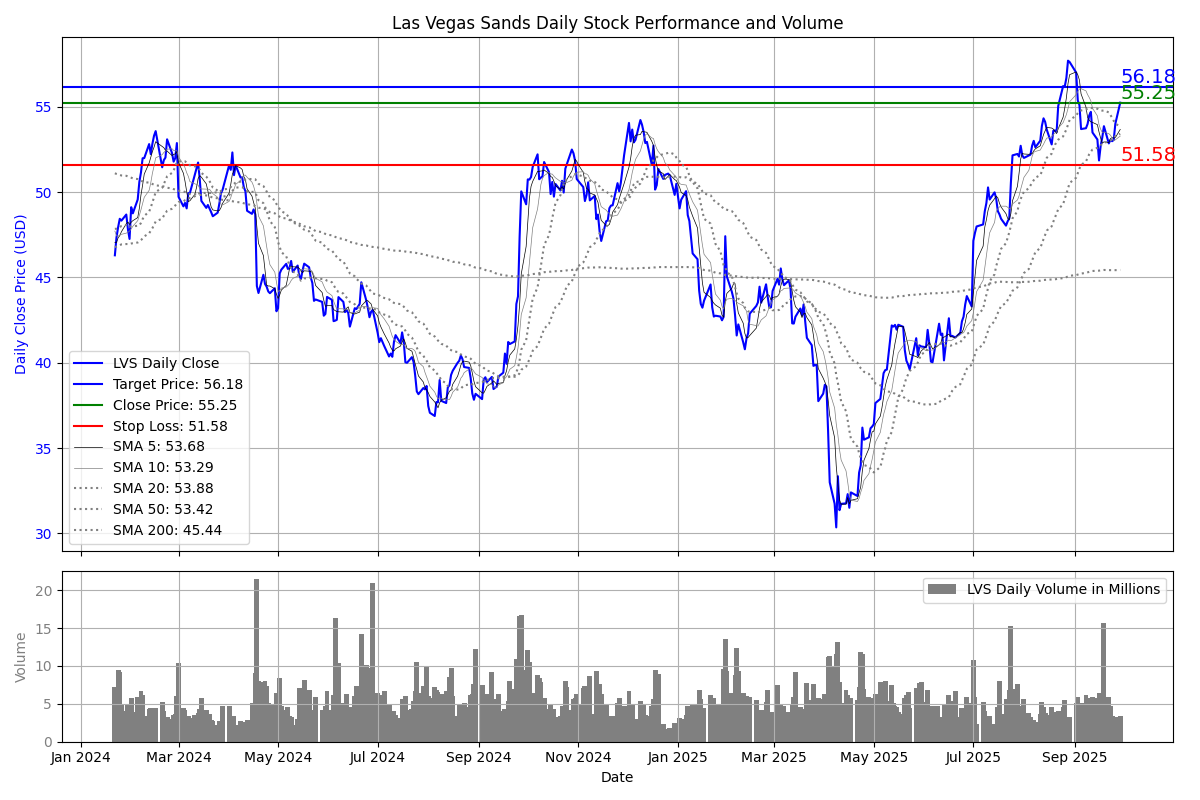 Las Vegas Sands Daily Stock Performance and Volume
Daily Close Price (USD)
55
50
45
40
35
30
56.18
55.25
51.58
LVS Daily Close
Target Price: 56.18
Close Price: 55.25
Stop Loss: 51.58
SMA 5: 53.68
SMA 10: 53.29
SMA 20: 53.88
SMA 50: 53.42
SMA 200: 45.44
Volume
20
15
10
5
0
LVS Daily Volume in Millions
Jan 2024 Mar 2024 May 2024 Jul 2024 Sep 2024 Nov 2024 Jan 2025 Mar 2025 May 2025 Jul 2025 Sep 2025
Date